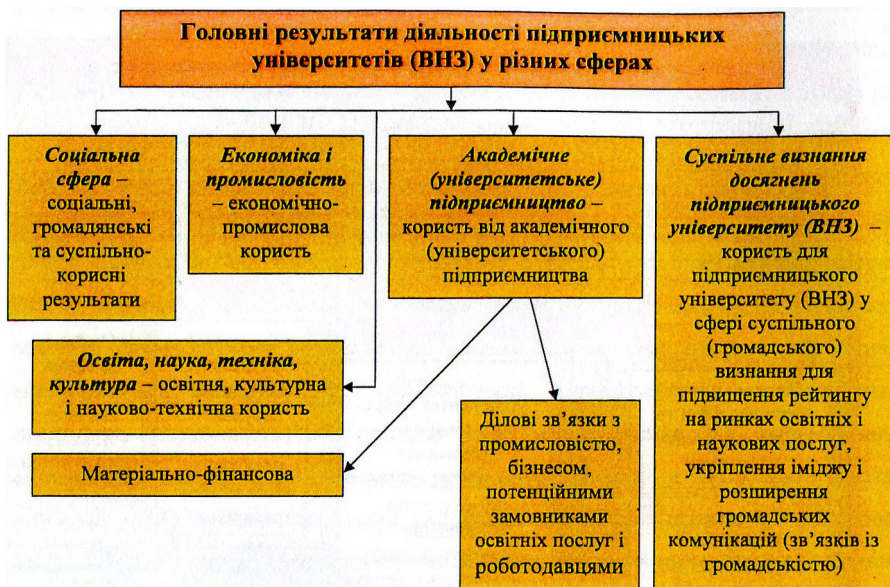 Головні результати діяльності підприємницьких
університетів (ВНЗ) у різних сферах
Соціальна
сфера –
соціальні,
громадянські
та суспільно-
корисні
результати
Економіка і
промисловість
– економічно-
промислова
користь
Академічне
(університетське)
підприємництво –
користь від академічного
(університетського)
підприємництва
Суспільне визнання
досягнень
підприємницького
університету (ВНЗ) –
користь для
підприємницького
університету (ВНЗ) у
сфері суспільного
(громадського)
визнання для
підвищення рейтингу
на ринках освітніх і
наукових послуг,
укріплення іміджу і
розширення
громадських
комунікацій (зв’язків із
громадськістю)
Освіта, наука, техніка,
культура – освітня, культурна
і науково-технічна користь
Матеріально-фінансова
Ділові зв’язки з
промисловістю,
бізнесом,
потенційними
замовниками
освітніх послуг і
роботодавцями